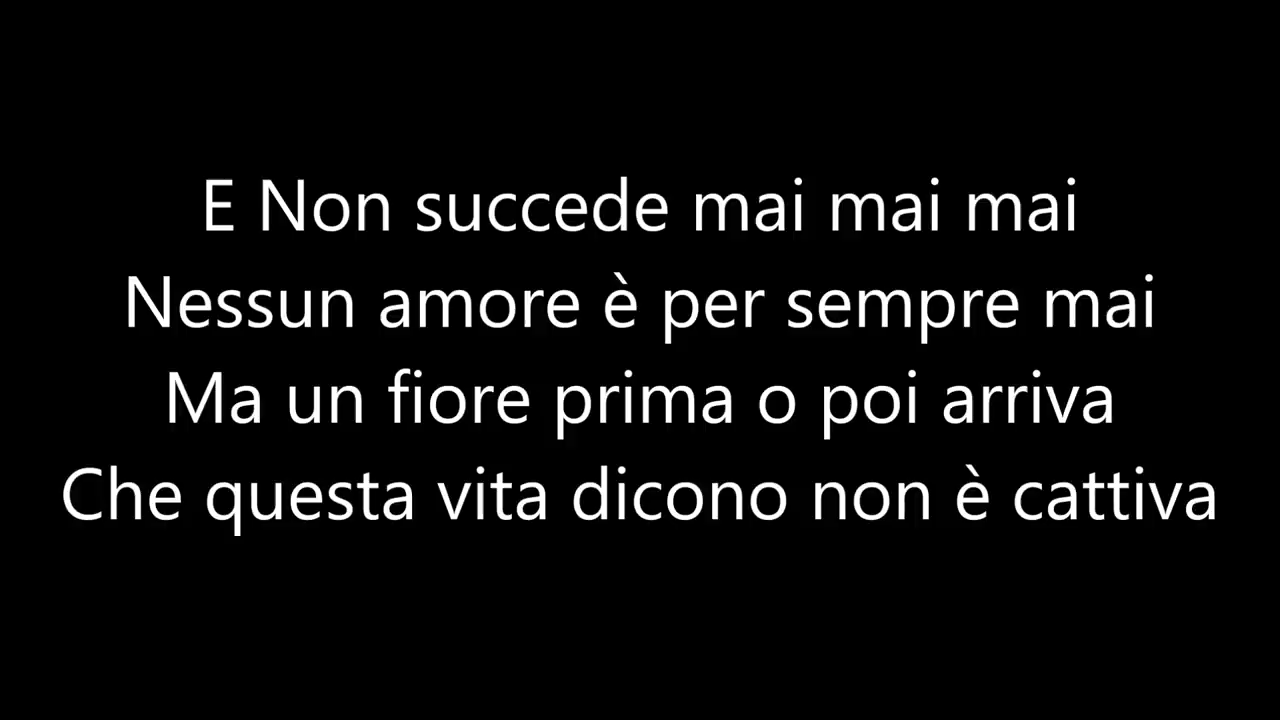 E Non succede mai mai mai
Nessun amore è per sempre mai
Ma un fiore prima o poi arriva
Che questa vita dicono non è cattiva